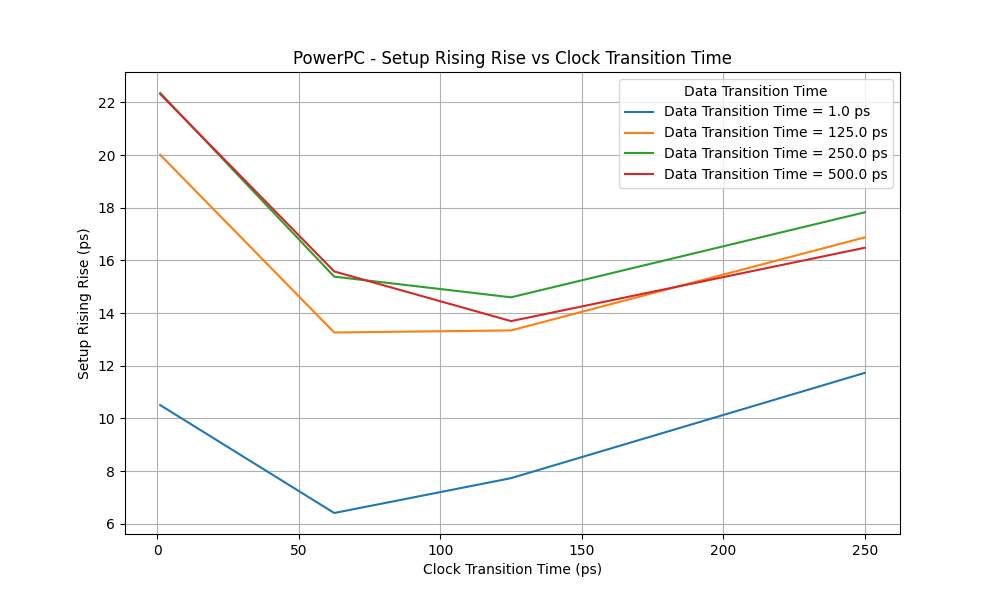 PowerPC - Setup Rising Rise vs Clock Transition Time
Data Transition Time
Data Transition Time = 1.0 ps
Data Transition Time = 125.0 ps
Data Transition Time = 250.0 ps
Data Transition Time = 500.0 ps
Setup Rising Rise (ps)
22
20
18
16
14
12
10
8
6
0 50 100 150 200 250
Clock Transition Time (ps)